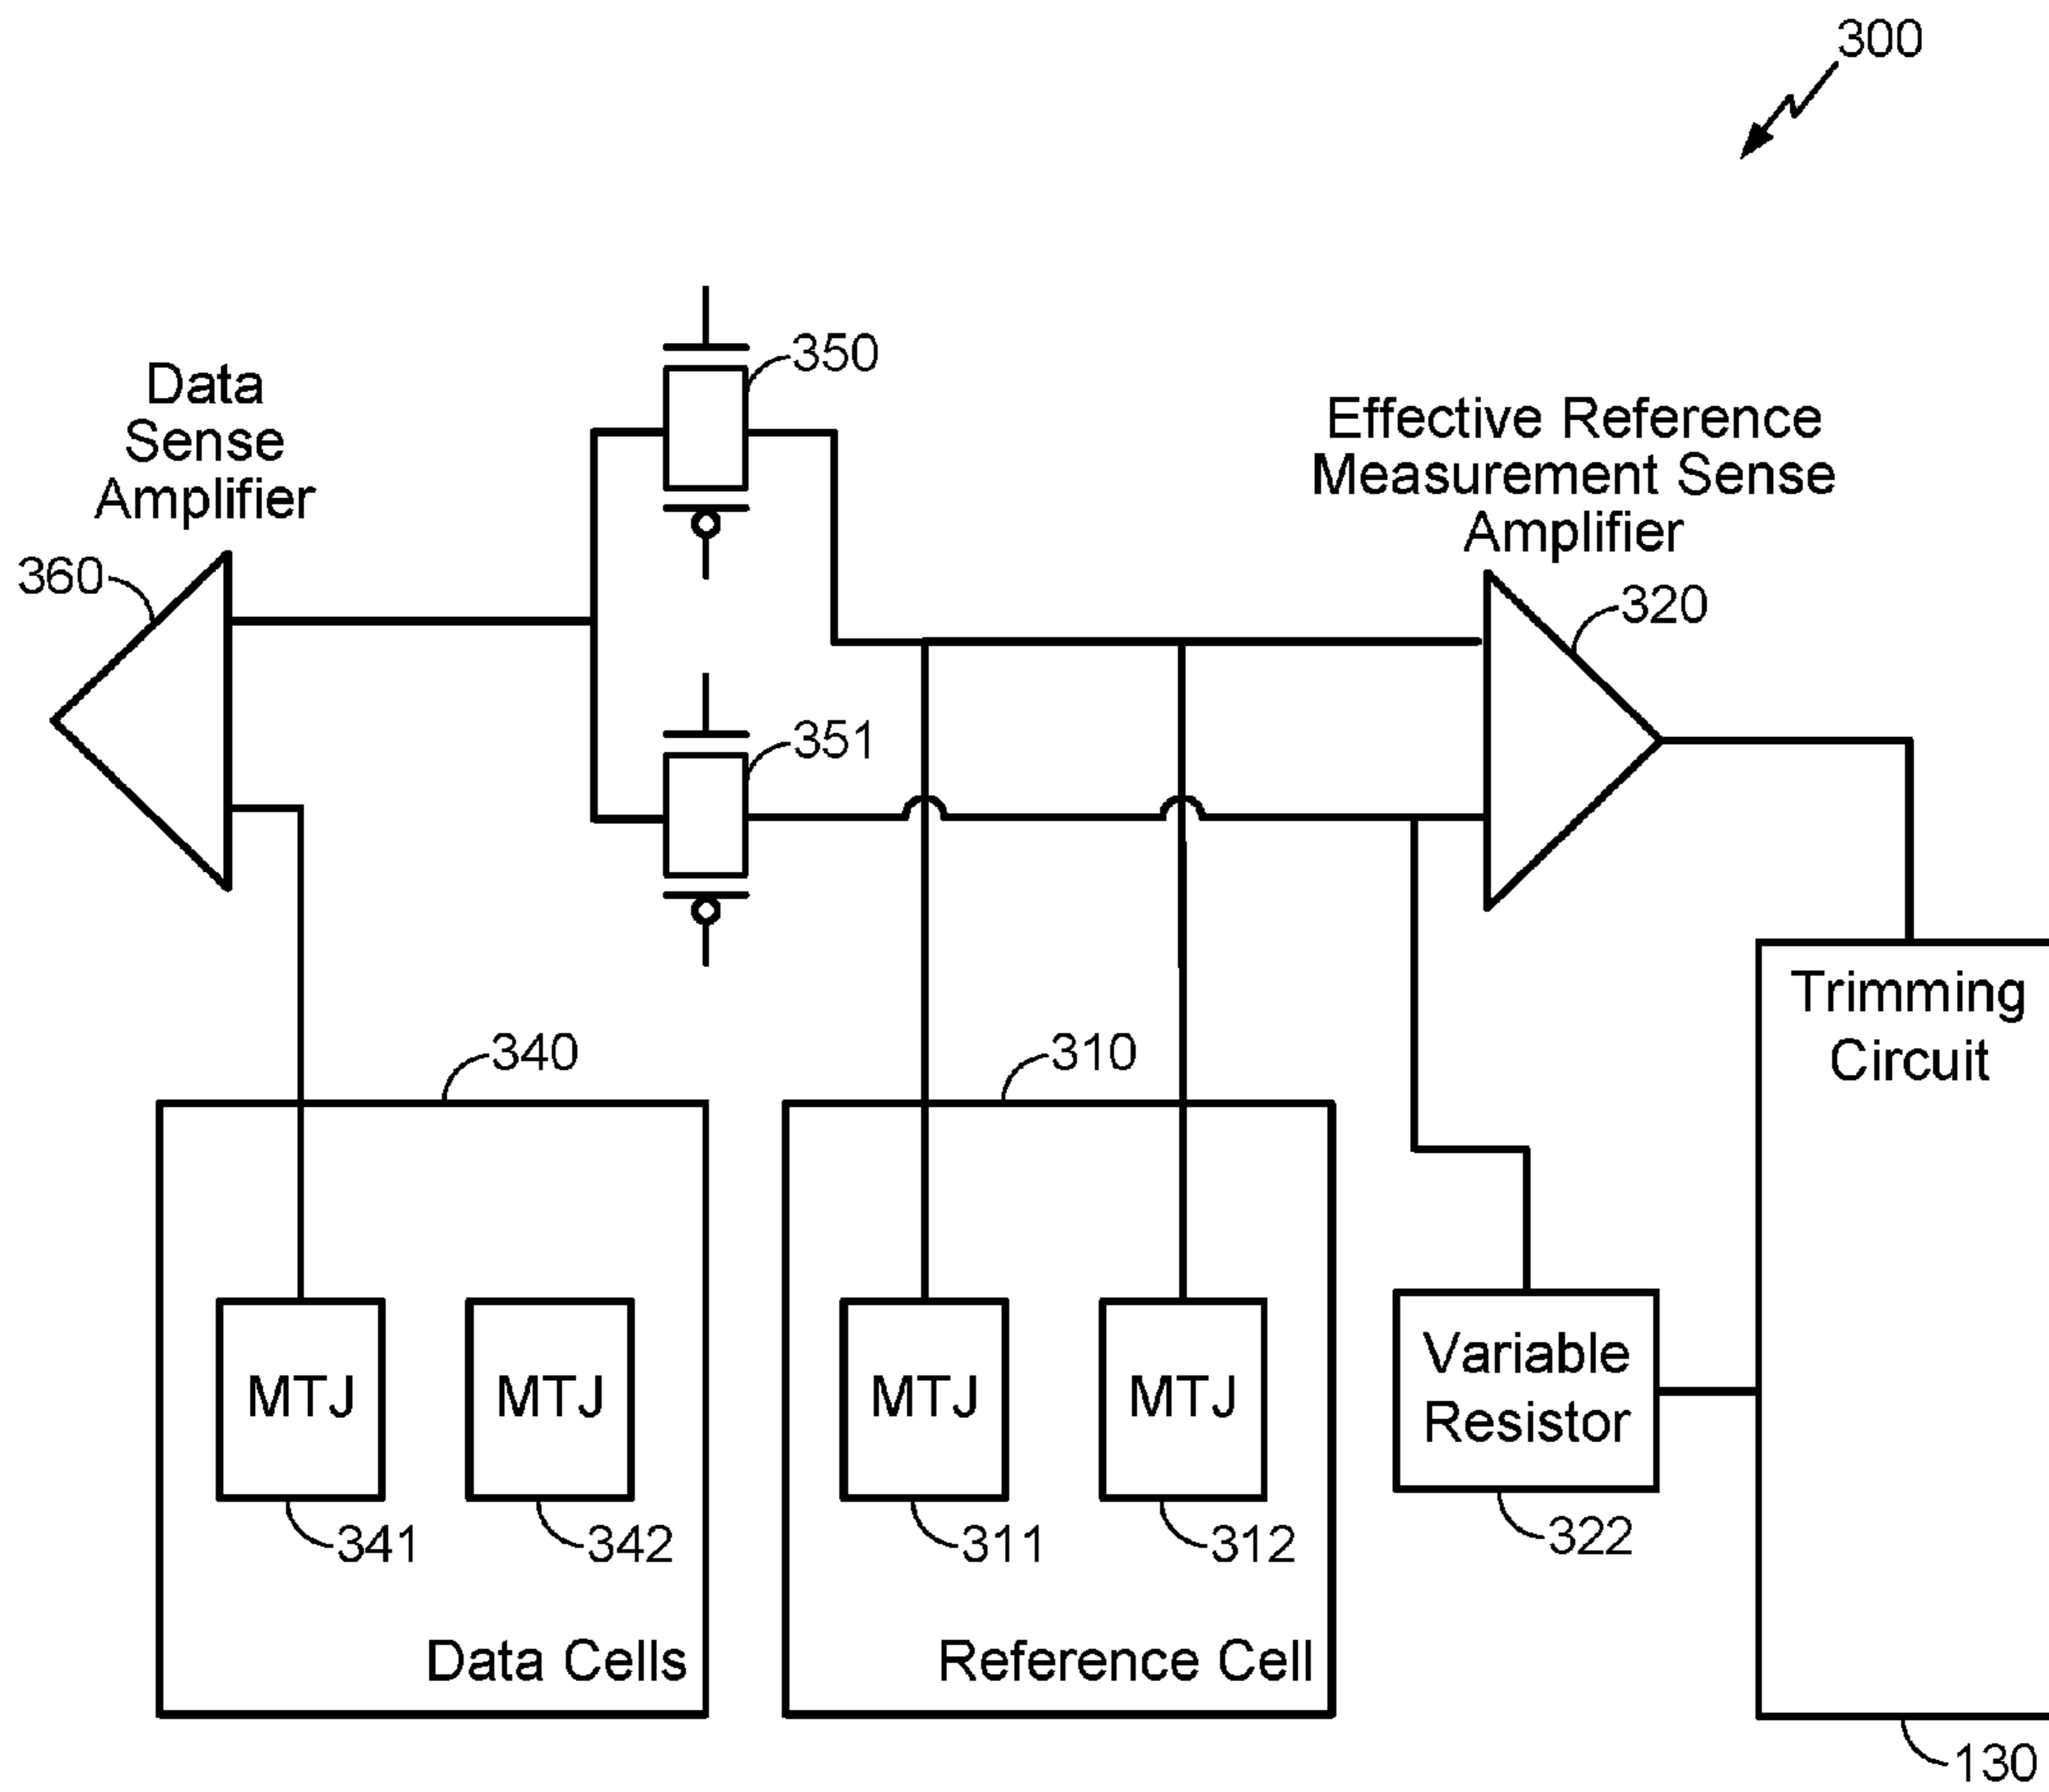 300
350
Data
Sense
Amplifier
Effective Reference
Measurement Sense
Amplifier
360
320
351
Trimming
Circuit
340
310
MTJ
MTJ
MTJ
MTJ
Variable
Resistor
341
342
311
312
322
Data Cells
Reference Cell
130